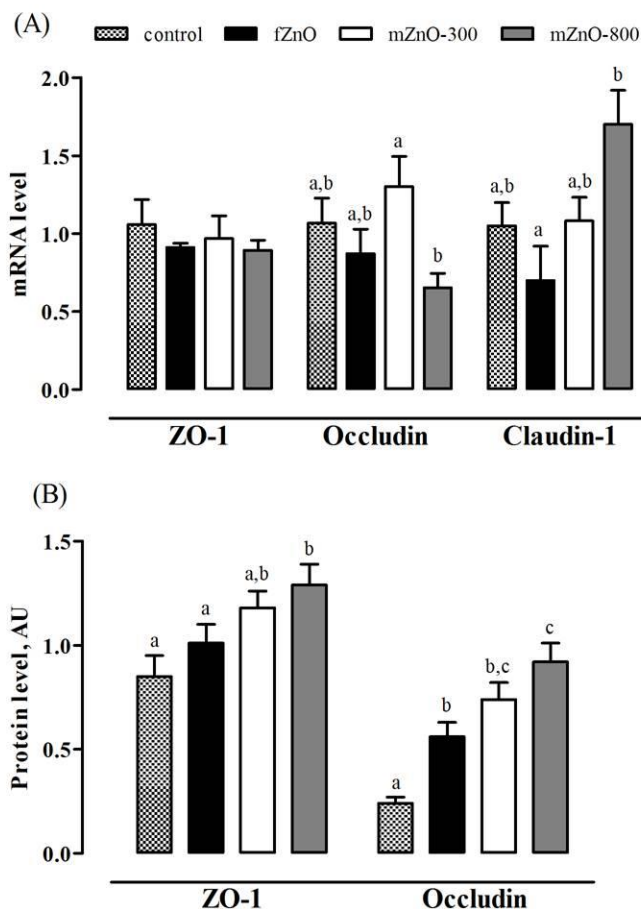 (A)
control fZnO mZnO-300 mZnO-800
2.0
1.5
1.0
0.5
0.0
mRNA level
a,b a,b a b
a,b a a,b b
ZO-1 Occludin Claudin-1
(B)
1.5
1.0
0.5
0.0
Protein level, AU
a a a,b b
a b b,c c
ZO-1 Occludin